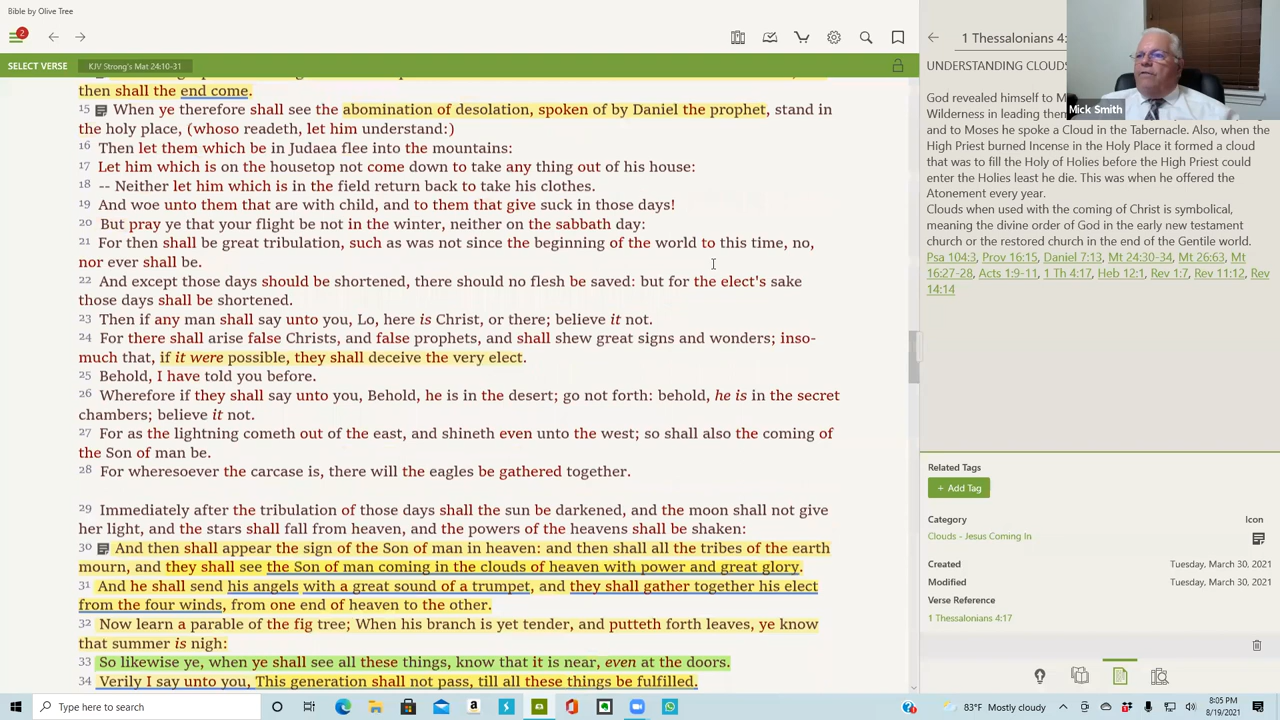 Bible by Olive Tree
2
SELECT VERSE
KJV Strong's Mat 24:10-31
then shall the end come.
15 When ye therefore shall see the abomination of desolation, spoken of by Daniel the prophet, stand in
the holy place, (whoso readeth, let him understand:)
16 Then let them which be in Judaea flee into the mountains:
17 Let him which is on the housetop not come down to take any thing out of his house:
18 -- Neither let him which is in the field return back to take his clothes.
19 And woe unto them that are with child, and to them that give suck in those days!
20 But pray ye that your flight be not in the winter, neither on the sabbath day:
21 For then shall be great tribulation, such as was not since the beginning of the world to this time, no,
nor ever shall be.
22 And except those days should be shortened, there should no flesh be saved: but for the elect's sake
those days shall be shortened.
23 Then if any man shall say unto you, Lo, here is Christ, or there; believe it not.
24 For there shall arise false Christs, and false prophets, and shall shew great signs and wonders; inso-
much that, if it were possible, they shall deceive the very elect.
25 Behold, I have told you before.
26 Wherefore if they shall say unto you, Behold, he is in the desert; go not forth: behold, he is in the secret
chambers; believe it not.
27 For as the lightning cometh out of the east, and shineth even unto the west; so shall also the coming of
the Son of man be.
28 For wheresoever the carcase is, there will the eagles be gathered together.
29 Immediately after the tribulation of those days shall the sun be darkened, and the moon shall not give
her light, and the stars shall fall from heaven, and the powers of the heavens shall be shaken:
30 And then shall appear the sign of the Son of man in heaven: and then shall all the tribes of the earth
mourn, and they shall see the Son of man coming in the clouds of heaven with power and great glory.
31 And he shall send his angels with a great sound of a trumpet, and they shall gather together his elect
from the four winds, from one end of heaven to the other.
32 Now learn a parable of the fig tree; When his branch is yet tender, and putteth forth leaves, ye know
that summer is nigh:
33 So likewise ye, when ye shall see all these things, know that it is near, even at the doors.
34 Verily I say unto you, This generation shall not pass, till all these things be fulfilled.
1 Thessalonians 4:
UNDERSTANDING CLOUDS
God revealed himself to M
Wilderness in leading them
Mick Smith
and to Moses he spoke a Cloud in the Tabernacle. Also, when the
High Priest burned Incense in the Holy Place it formed a cloud
that was to fill the Holy of Holies before the High Priest could
enter the Holies least he die. This was when he offered the
Atonement every year.
Clouds when used with the coming of Christ is symbolical,
meaning the divine order of God in the early new testament
church or the restored church in the end of the Gentile world.
Psa 104:3, Prov 16:15, Daniel 7:13, Mt 24:30-34, Mt 26:63, Mt
16:27-28, Acts 1:9-11, 1 Th 4:17, Heb 12:1, Rev 1:7, Rev 11:12, Rev
14:14
Related Tags
+ Add Tag
Category
Icon
Clouds - Jesus Coming In
Created
Tuesday, March 30, 2021
Modified
Tuesday, March 30, 2021
Verse Reference
1 Thessalonians 4:17
Type here to search
83°F Mostly cloudy
8:05 PM
8/19/2021